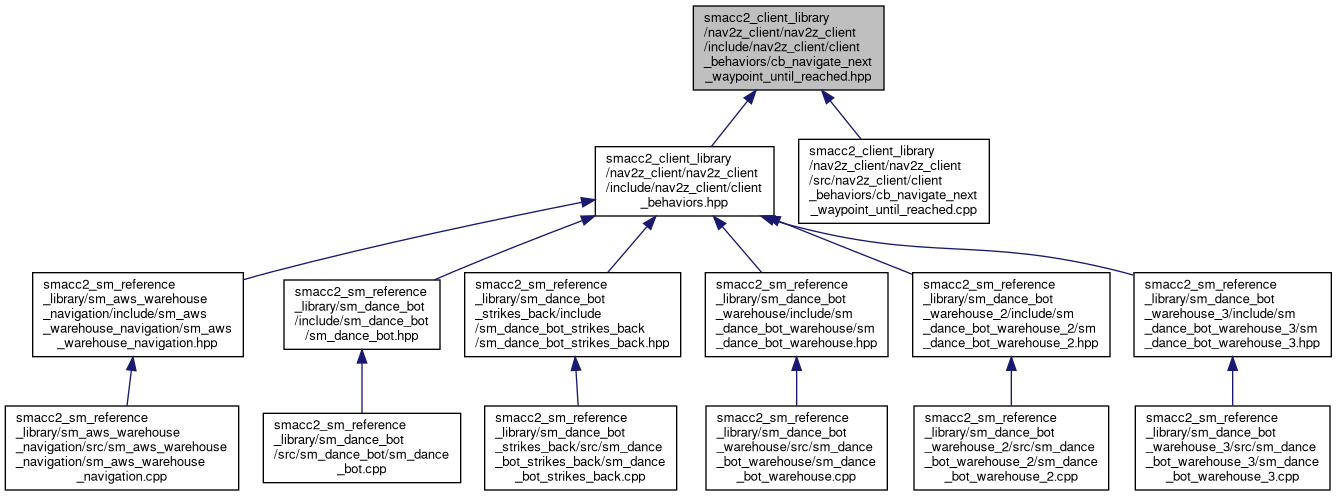 smacc2_client_library
/nav2z_client/nav2z_client
/include/nav2z_client/client
_behaviors/cb_navigate_next
_waypoint_until_reached.hpp
smacc2_client_library
/nav2z_client/nav2z_client
/include/nav2z_client/client
_behaviors.hpp
smacc2_client_library
/nav2z_client/nav2z_client
/src/nav2z_client/client
_behaviors/cb_navigate_next
_waypoint_until_reached.cpp
smacc2_sm_reference
_library/sm_aws_warehouse
_navigation/include/sm_aws
_warehouse_navigation/sm_aws
_warehouse_navigation.hpp
smacc2_sm_reference
_library/sm_dance_bot
/include/sm_dance_bot
/sm_dance_bot.hpp
smacc2_sm_reference
_library/sm_dance_bot
_strikes_back/include
/sm_dance_bot_strikes_back
/sm_dance_bot_strikes_back.hpp
smacc2_sm_reference
_library/sm_dance_bot
_warehouse/include/sm
_dance_bot_warehouse/sm
_dance_bot_warehouse.hpp
smacc2_sm_reference
_library/sm_dance_bot
_warehouse_2/include/sm
_dance_bot_warehouse_2/sm
_dance_bot_warehouse_2.hpp
smacc2_sm_reference
_library/sm_dance_bot
_warehouse_3/include/sm
_dance_bot_warehouse_3/sm
_dance_bot_warehouse_3.hpp
smacc2_sm_reference
_library/sm_aws_warehouse
_navigation/src/sm_aws_warehouse
_navigation/sm_aws_warehouse
_navigation.cpp
smacc2_sm_reference
_library/sm_dance_bot
/src/sm_dance_bot/sm_dance
_bot.cpp
smacc2_sm_reference
_library/sm_dance_bot
_strikes_back/src/sm_dance
_bot_strikes_back/sm_dance
_bot_strikes_back.cpp
smacc2_sm_reference
_library/sm_dance_bot
_warehouse/src/sm_dance
_bot_warehouse/sm_dance
_bot_warehouse.cpp
smacc2_sm_reference
_library/sm_dance_bot
_warehouse_2/src/sm_dance
_bot_warehouse_2/sm_dance
_bot_warehouse_2.cpp
smacc2_sm_reference
_library/sm_dance_bot
_warehouse_3/src/sm_dance
_bot_warehouse_3/sm_dance
_bot_warehouse_3.cpp